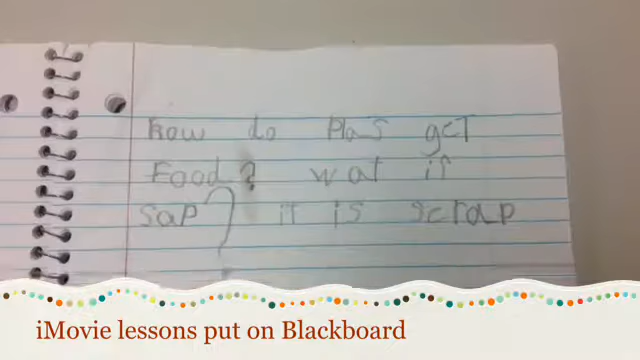 how do Plas get
Food? wat is
sap? it is scrap
iMovie lessons put on Blackboard